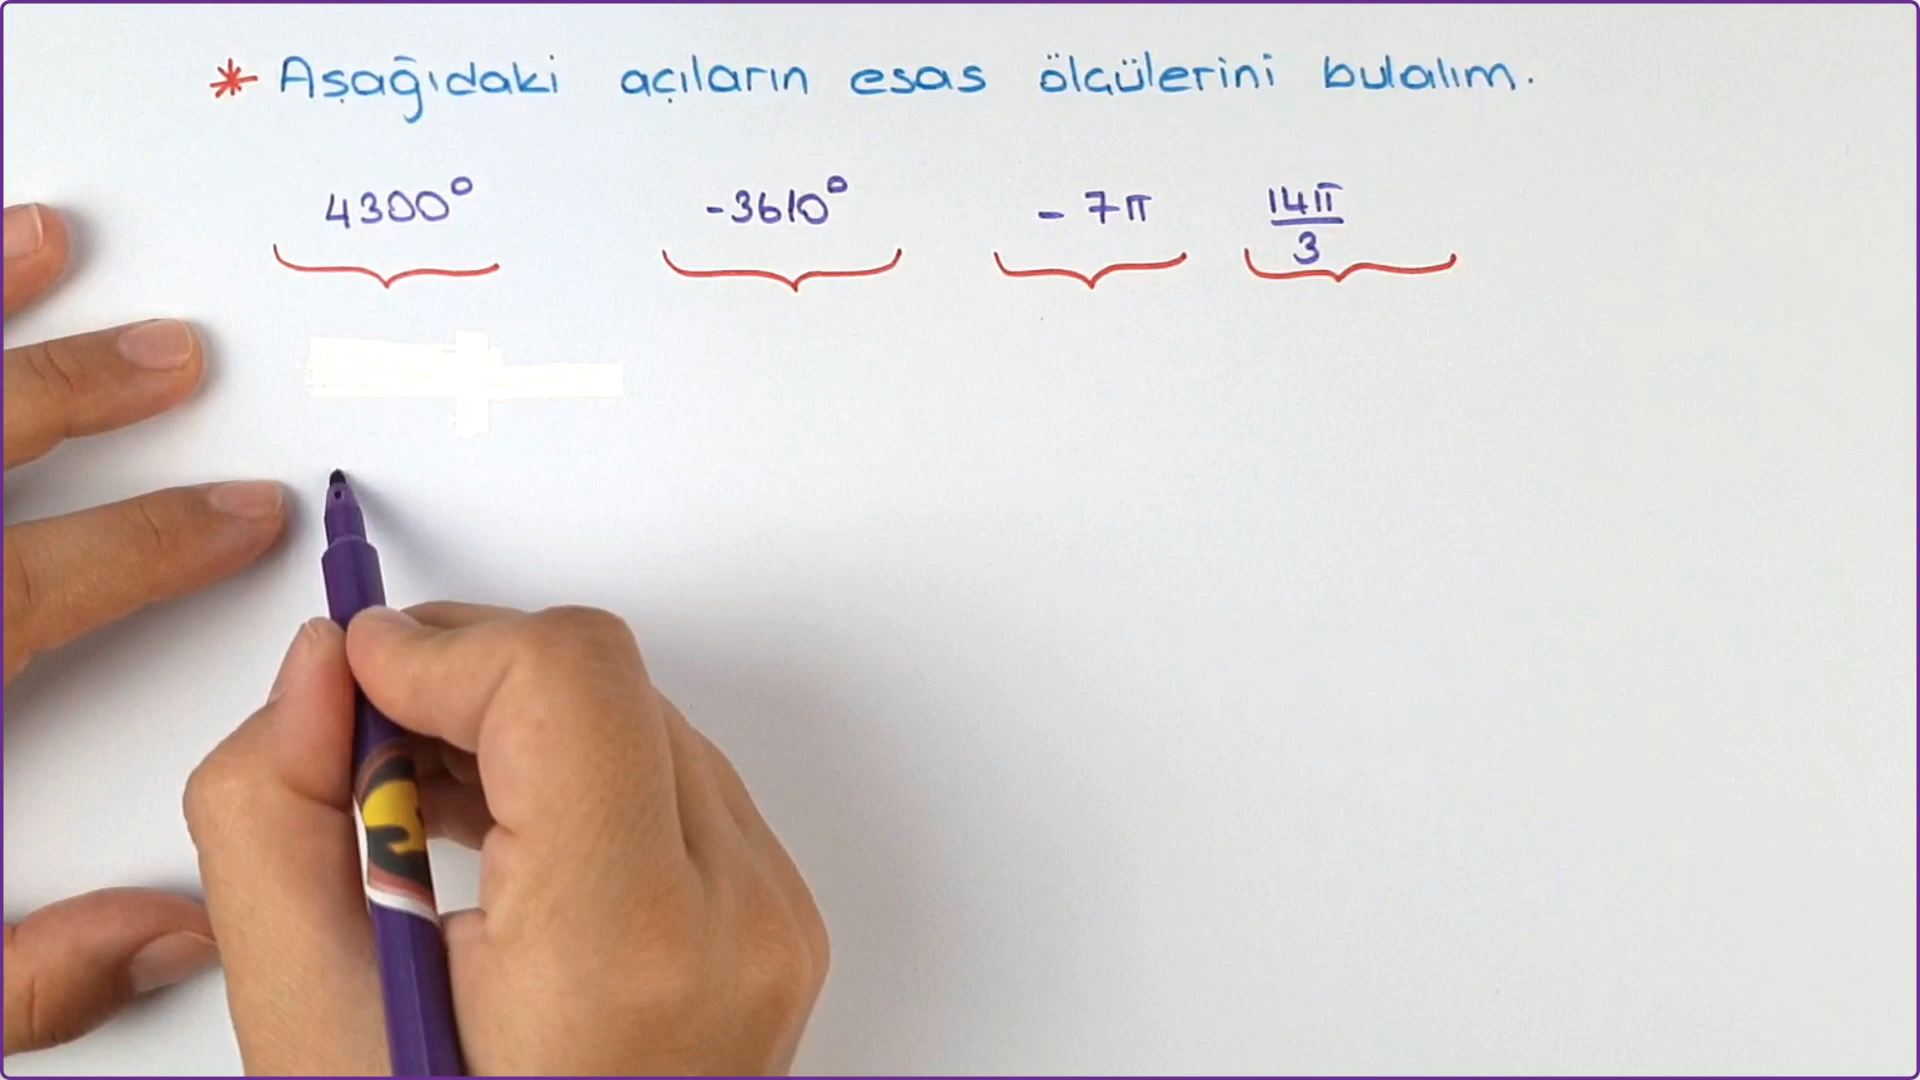 * Aşağıdaki açıların esas ölçülerini bulalım.
4300° -3610° - 7π 14π/3